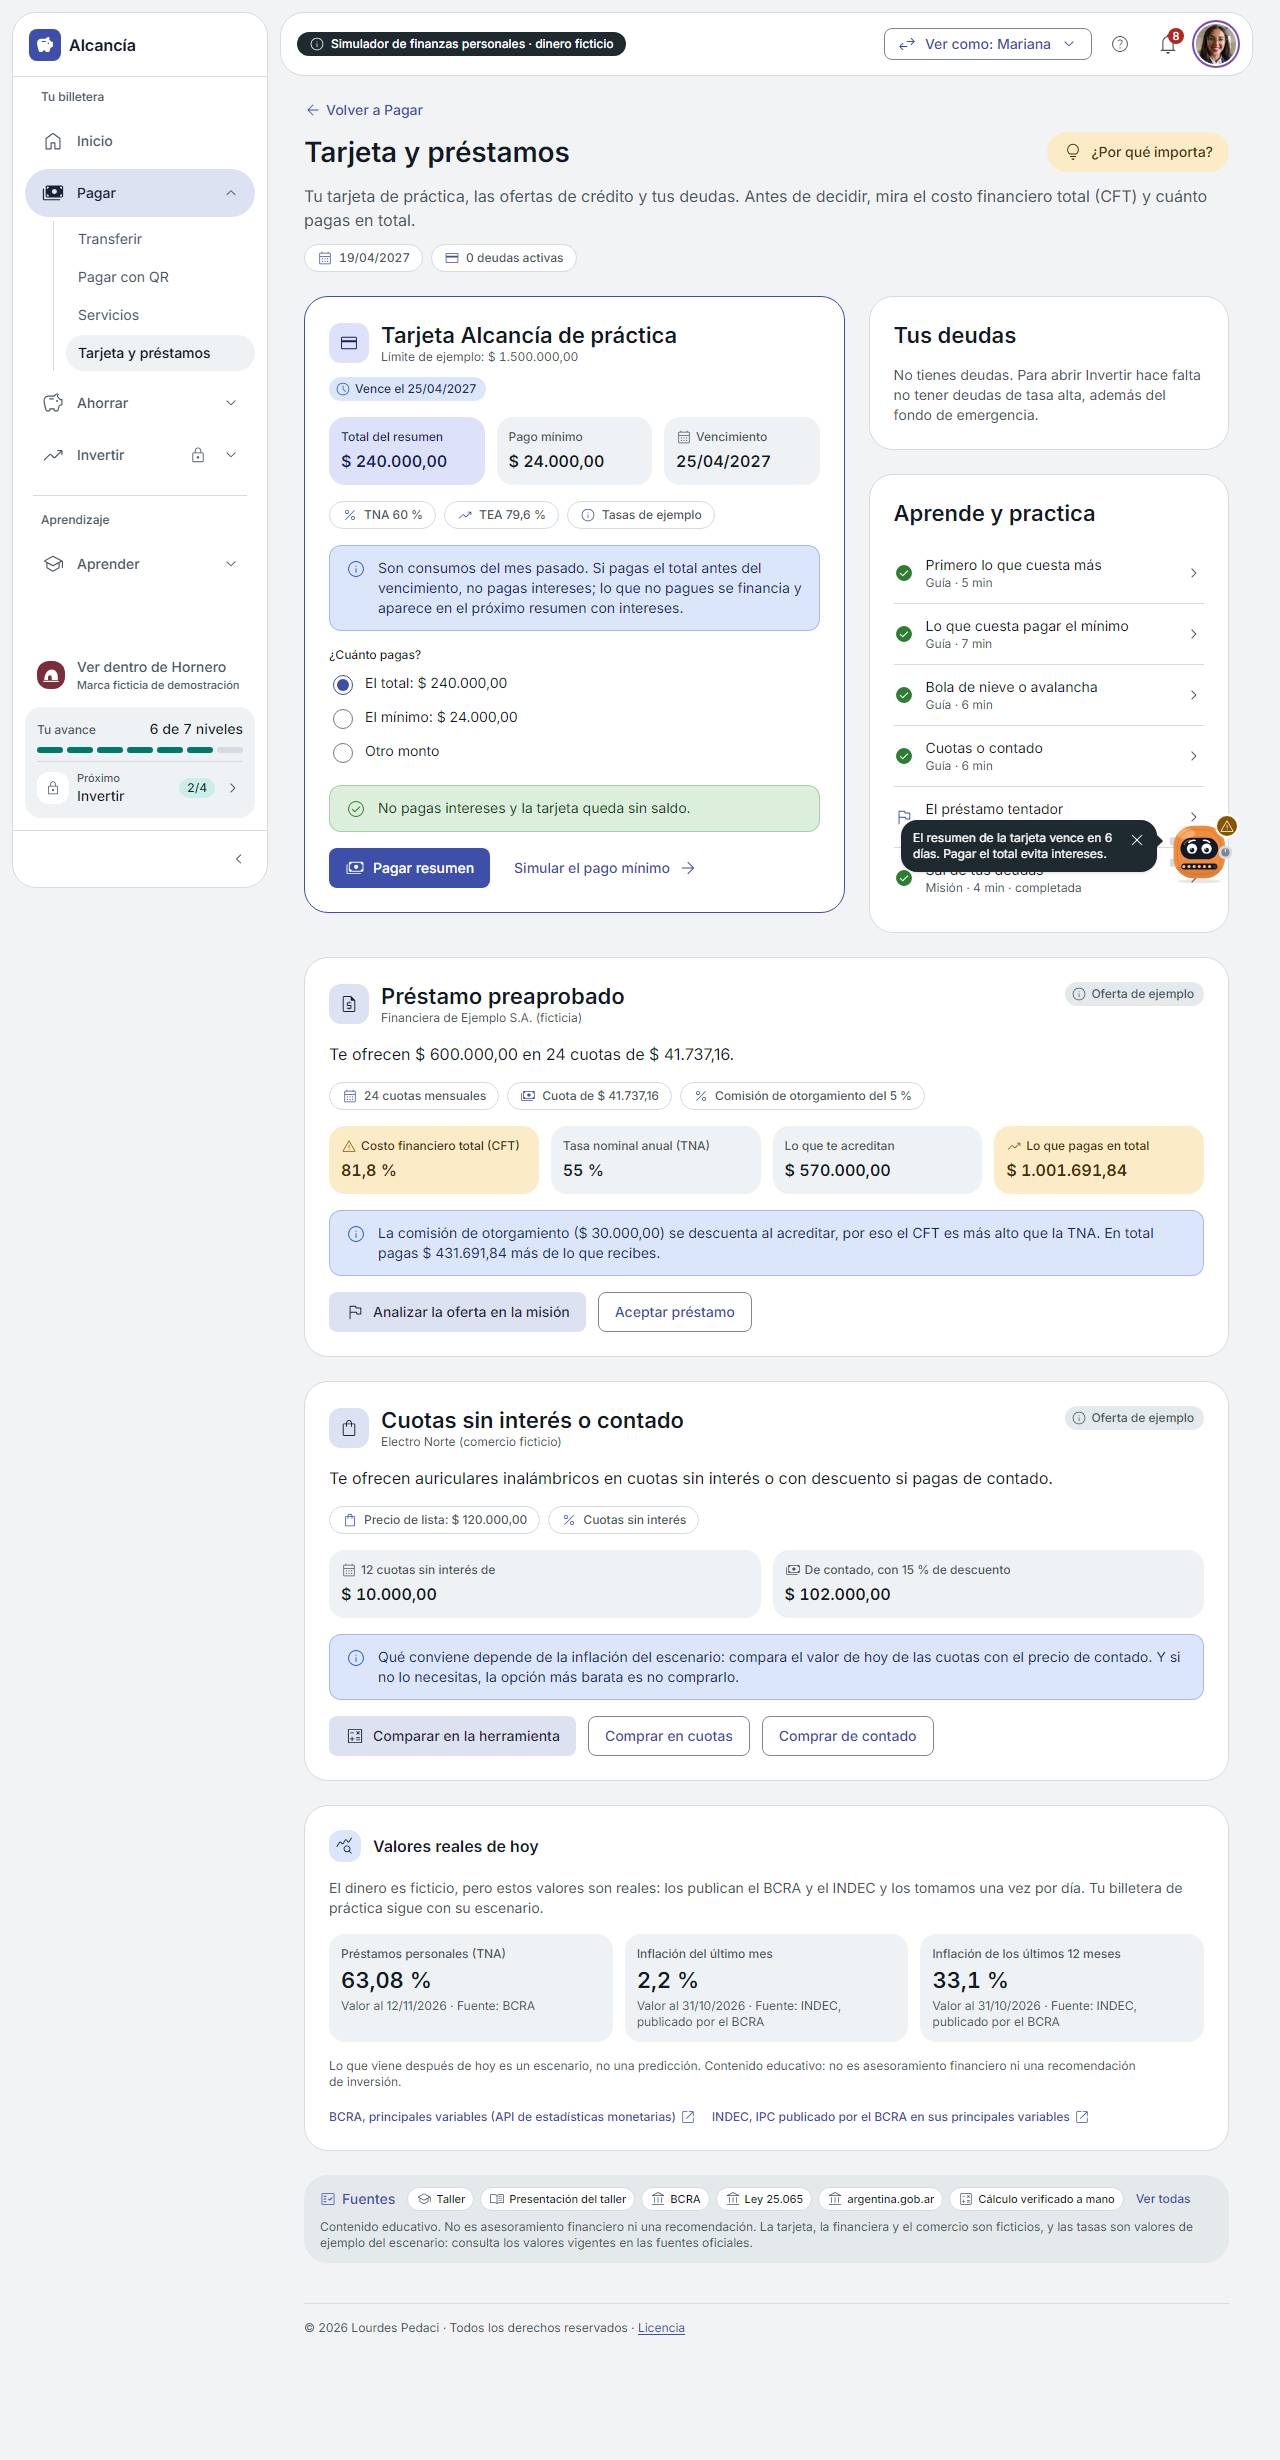 Alcancía
Tu billetera
Inicio
Pagar
Transferir
Pagar con QR
Servicios
Tarjeta y préstamos
Ahorrar
Invertir
Aprendizaje
Aprender
Ver dentro de Hornero
Marca ficticia de demostración
Tu avance
6 de 7 niveles
Próximo
Invertir
2/4
Simulador de finanzas personales · dinero ficticio
Ver como: Mariana
8
Volver a Pagar
Tarjeta y préstamos
¿Por qué importa?
Tu tarjeta de práctica, las ofertas de crédito y tus deudas. Antes de decidir, mira el costo financiero total (CFT) y cuánto
pagas en total.
19/04/2027
0 deudas activas
Tarjeta Alcancía de práctica
Límite de ejemplo: $ 1.500.000,00
Vence el 25/04/2027
Total del resumen
$ 240.000,00
Pago mínimo
$ 24.000,00
Vencimiento
25/04/2027
TNA 60 %
TEA 79,6 %
Tasas de ejemplo
Son consumos del mes pasado. Si pagas el total antes del
vencimiento, no pagas intereses; lo que no pagues se financia y
aparece en el próximo resumen con intereses.
¿Cuánto pagas?
El total: $ 240.000,00
El mínimo: $ 24.000,00
Otro monto
No pagas intereses y la tarjeta queda sin saldo.
Pagar resumen
Simular el pago mínimo
Tus deudas
No tienes deudas. Para abrir Invertir hace falta
no tener deudas de tasa alta, además del
fondo de emergencia.
Aprende y practica
Primero lo que cuesta más
Guía · 5 min
Lo que cuesta pagar el mínimo
Guía · 7 min
Bola de nieve o avalancha
Guía · 6 min
Cuotas o contado
Guía · 6 min
El préstamo tentador
El resumen de la tarjeta vence en 6
días. Pagar el total evita intereses.
Misión · 4 min · completada
Préstamo preaprobado
Financiera de Ejemplo S.A. (ficticia)
Oferta de ejemplo
Te ofrecen $ 600.000,00 en 24 cuotas de $ 41.737,16.
24 cuotas mensuales
Cuota de $ 41.737,16
Comisión de otorgamiento del 5 %
Costo financiero total (CFT)
81,8 %
Tasa nominal anual (TNA)
55 %
Lo que te acreditan
$ 570.000,00
Lo que pagas en total
$ 1.001.691,84
La comisión de otorgamiento ($ 30.000,00) se descuenta al acreditar, por eso el CFT es más alto que la TNA. En total
pagas $ 431.691,84 más de lo que recibes.
Analizar la oferta en la misión
Aceptar préstamo
Cuotas sin interés o contado
Electro Norte (comercio ficticio)
Oferta de ejemplo
Te ofrecen auriculares inalámbricos en cuotas sin interés o con descuento si pagas de contado.
Precio de lista: $ 120.000,00
Cuotas sin interés
12 cuotas sin interés de
$ 10.000,00
De contado, con 15 % de descuento
$ 102.000,00
Qué conviene depende de la inflación del escenario: compara el valor de hoy de las cuotas con el precio de contado. Y si
no lo necesitas, la opción más barata es no comprarlo.
Comparar en la herramienta
Comprar en cuotas
Comprar de contado
Valores reales de hoy
El dinero es ficticio, pero estos valores son reales: los publican el BCRA y el INDEC y los tomamos una vez por día. Tu billetera de
práctica sigue con su escenario.
Préstamos personales (TNA)
63,08 %
Valor al 12/11/2026 · Fuente: BCRA
Inflación del último mes
2,2 %
Valor al 31/10/2026 · Fuente: INDEC,
publicado por el BCRA
Inflación de los últimos 12 meses
33,1 %
Valor al 31/10/2026 · Fuente: INDEC,
publicado por el BCRA
Lo que viene después de hoy es un escenario, no una predicción. Contenido educativo: no es asesoramiento financiero ni una recomendación
de inversión.
BCRA, principales variables (API de estadísticas monetarias)
INDEC, IPC publicado por el BCRA en sus principales variables
Fuentes
Taller
Presentación del taller
BCRA
Ley 25.065
argentina.gob.ar
Cálculo verificado a mano
Ver todas
Contenido educativo. No es asesoramiento financiero ni una recomendación. La tarjeta, la financiera y el comercio son ficticios, y las tasas son valores de
ejemplo del escenario: consulta los valores vigentes en las fuentes oficiales.
© 2026 Lourdes Pedaci · Todos los derechos reservados · Licencia